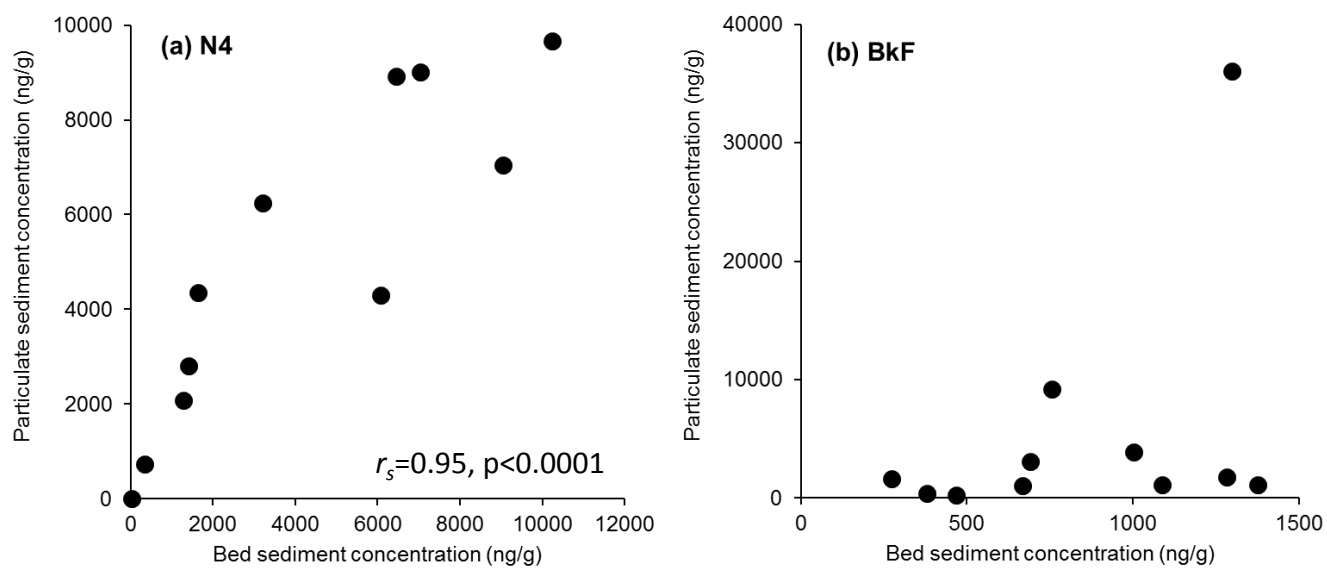 (a) N4
Particulate sediment concentration (ng/g)
10000
8000
6000
4000
2000
0
rs=0.95, p<0.0001
0 2000 4000 6000 8000 10000 12000
Bed sediment concentration (ng/g)
(b) BkF
Particulate sediment concentration (ng/g)
40000
30000
20000
10000
0
0 500 1000 1500
Bed sediment concentration (ng/g)